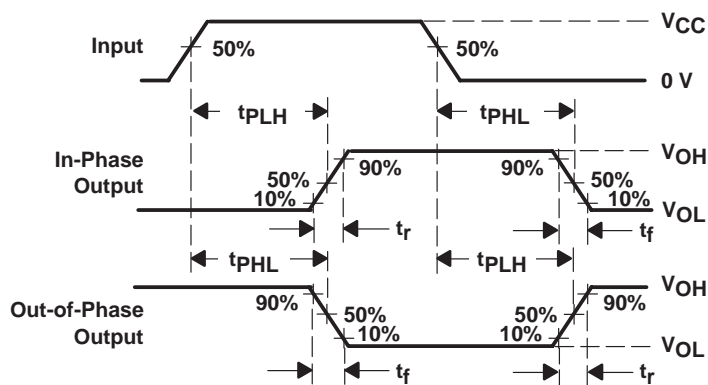 VCC
Input
50%
50%
0 V
tPLH
tPHL
In-Phase
Output
VOH
90%
90%
50%
50%
10%
10%
VOL
tr
tf
tPHL
tPLH
Out-of-Phase
Output
VOH
90%
90%
50%
50%
10%
10%
VOL
tf
tr